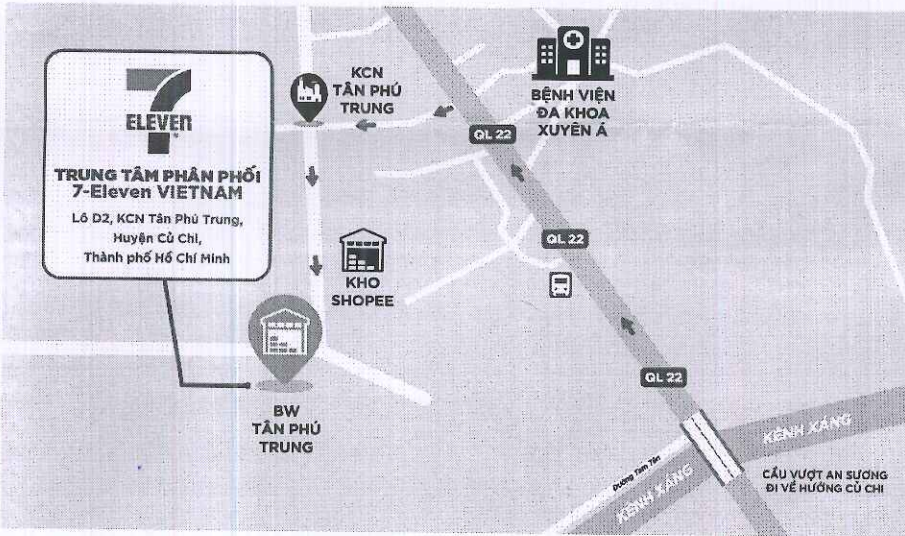 7
ELEVEN
TRUNG TÂM PHÂN PHỐI
7-Eleven VIETNAM
Lô D2, KCN Tân Phú Trung,
Huyện Củ Chi,
Thành phố Hồ Chí Minh
KCN
TÂN PHÚ
TRUNG
BỆNH VIỆN
ĐA KHOA
XUYÊN Á
QL 22
QL 22
KHO
SHOPEE
QL 22
BW
TÂN PHÚ
TRUNG
KÊNH XÁNG
Đường Tam Tân
KÊNH XÁNG
CẦU VƯỢT AN SƯƠNG
ĐI VỀ HƯỚNG CỦ CHI